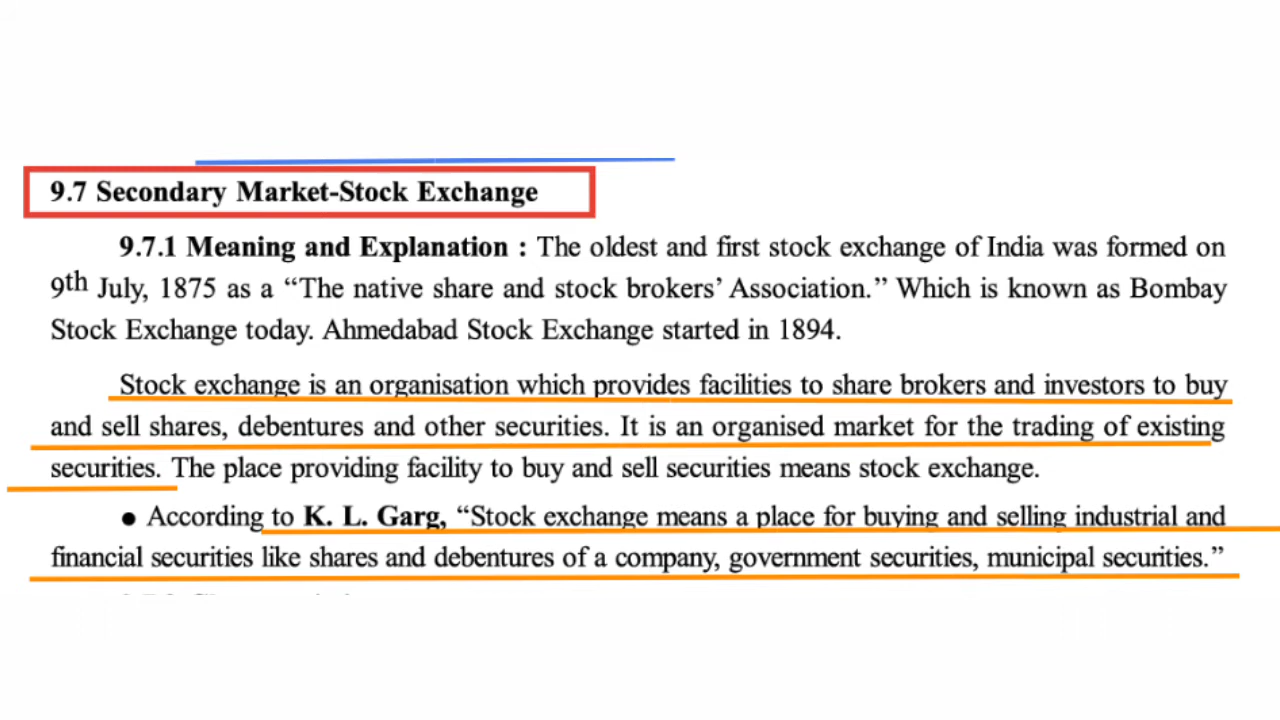 9.7 Secondary Market-Stock Exchange
9.7.1 Meaning and Explanation : The oldest and first stock exchange of India was formed on
9th July, 1875 as a “The native share and stock brokers’ Association.” Which is known as Bombay
Stock Exchange today. Ahmedabad Stock Exchange started in 1894.
Stock exchange is an organisation which provides facilities to share brokers and investors to buy
and sell shares, debentures and other securities. It is an organised market for the trading of existing
securities. The place providing facility to buy and sell securities means stock exchange.
● According to K. L. Garg, “Stock exchange means a place for buying and selling industrial and
financial securities like shares and debentures of a company, government securities, municipal securities.”